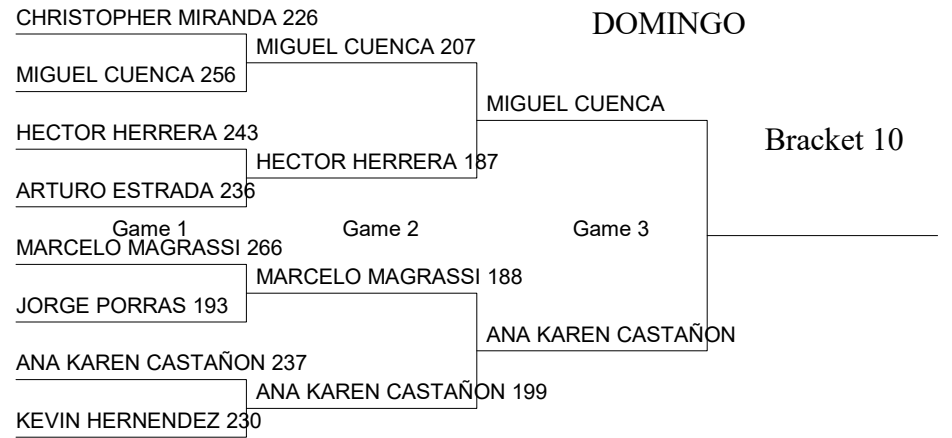 CHRISTOPHER MIRANDA 226
DOMINGO
MIGUEL CUENCA 207
MIGUEL CUENCA 256
MIGUEL CUENCA
HECTOR HERRERA 243
Bracket 10
HECTOR HERRERA 187
ARTURO ESTRADA 236
Game 1
Game 2
Game 3
MARCELO MAGRASSI 266
MARCELO MAGRASSI 188
JORGE PORRAS 193
ANA KAREN CASTAÑON
ANA KAREN CASTAÑON 237
ANA KAREN CASTAÑON 199
KEVIN HERNENDEZ 230